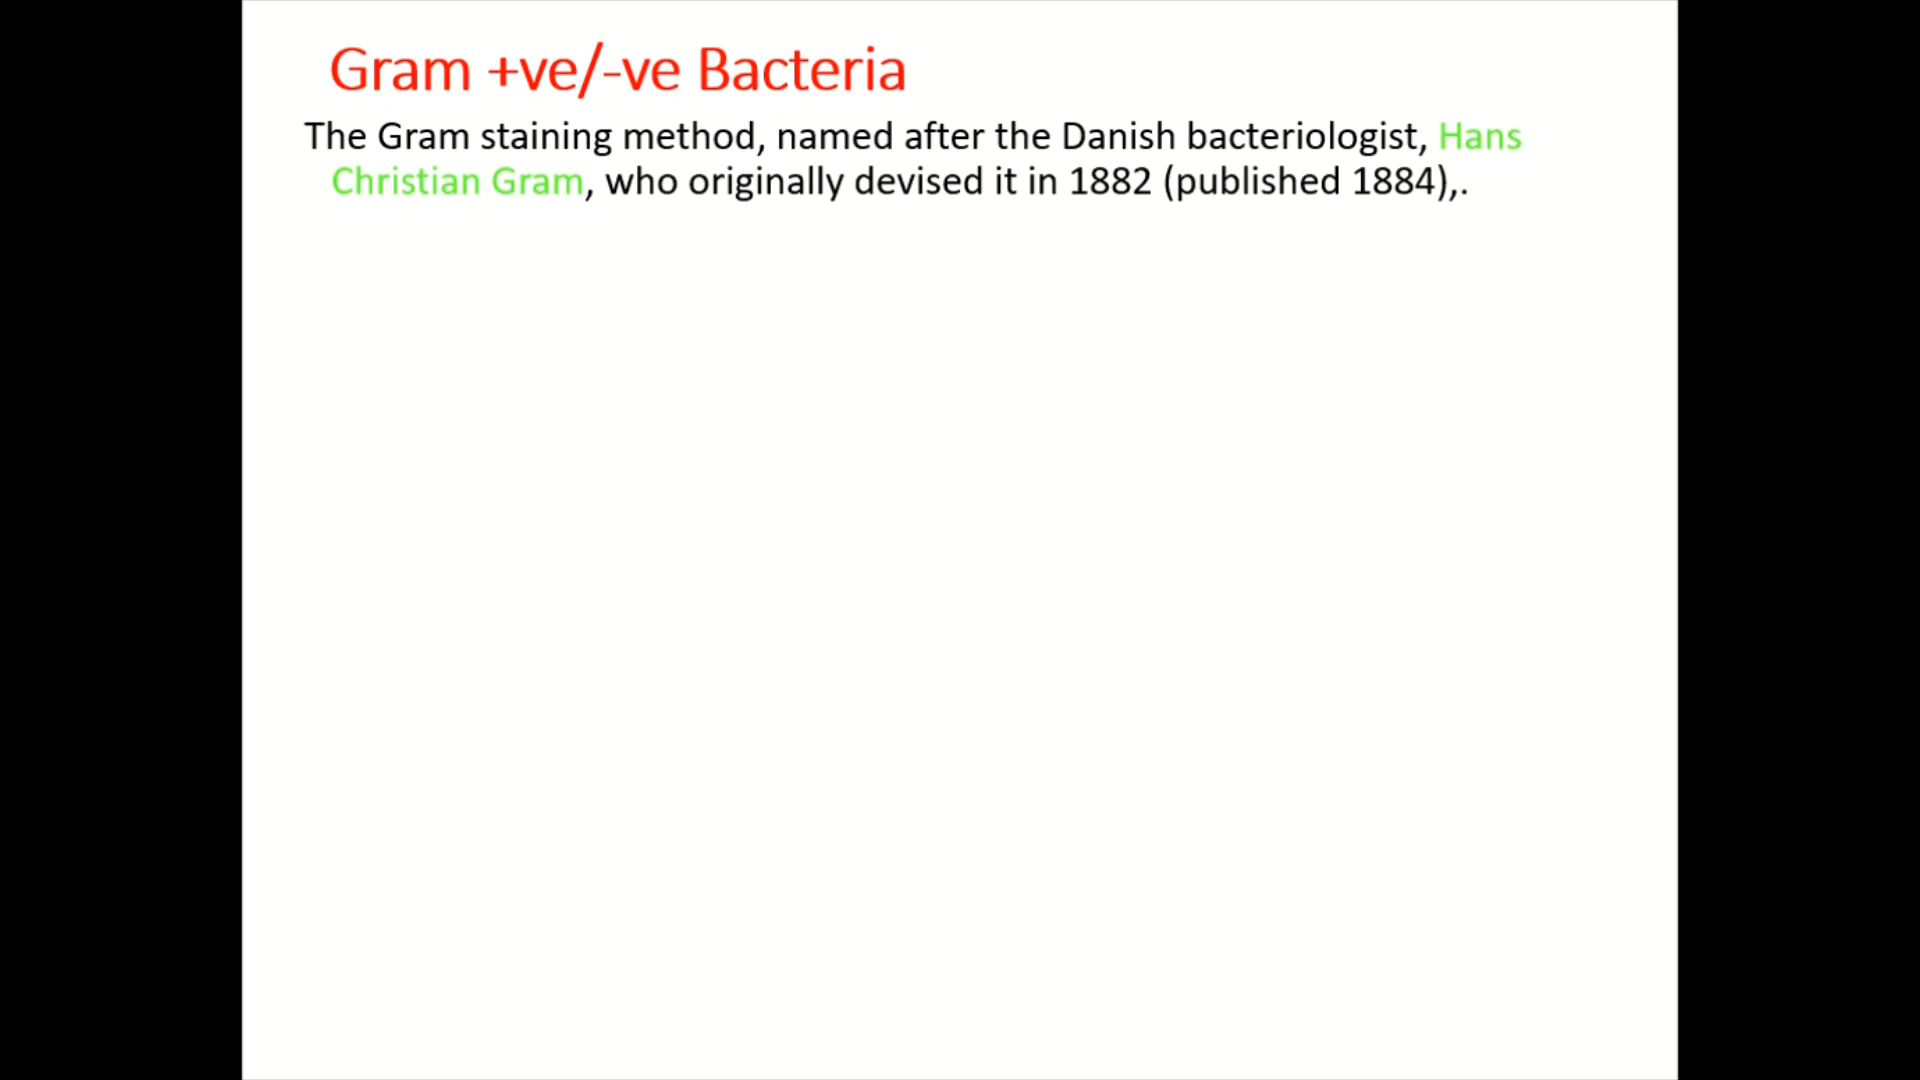 Gram +ve/-ve Bacteria
The Gram staining method, named after the Danish bacteriologist, Hans
Christian Gram, who originally devised it in 1882 (published 1884),.